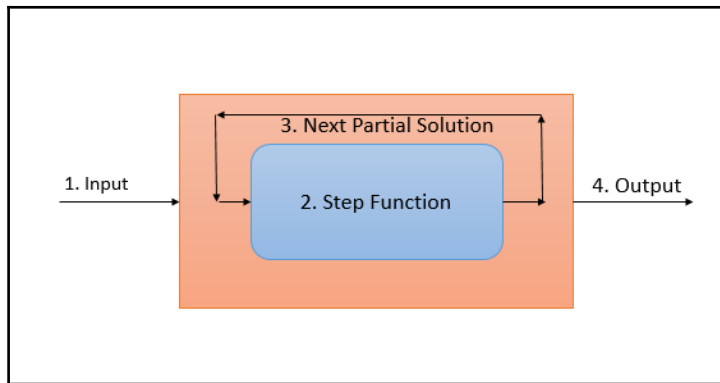 3. Next Partial Solution
1. Input
2. Step Function
4. Output